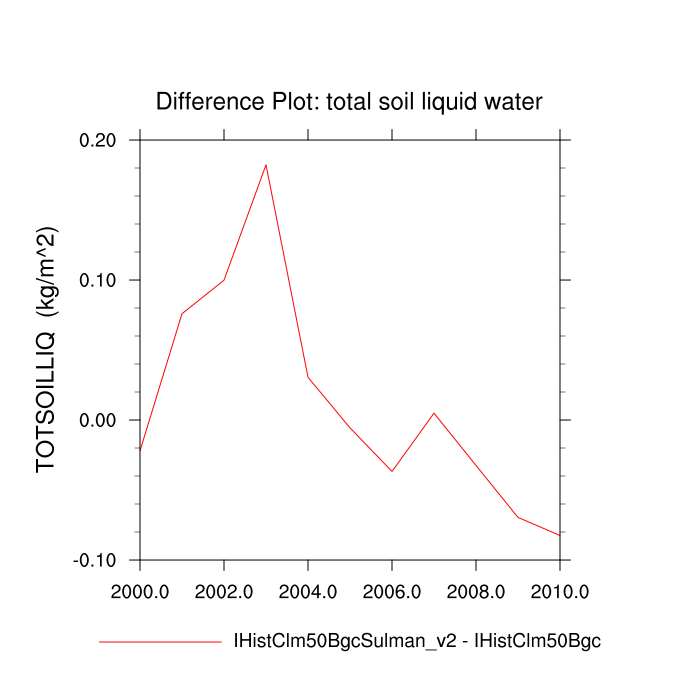 Difference Plot: total soil liquid water
TOTSOILLIQ (kg/m^2)
0.20
0.10
0.00
-0.10
2000.0 2002.0 2004.0 2006.0 2008.0 2010.0
IHistClm50BgcSulman_v2 - IHistClm50Bgc